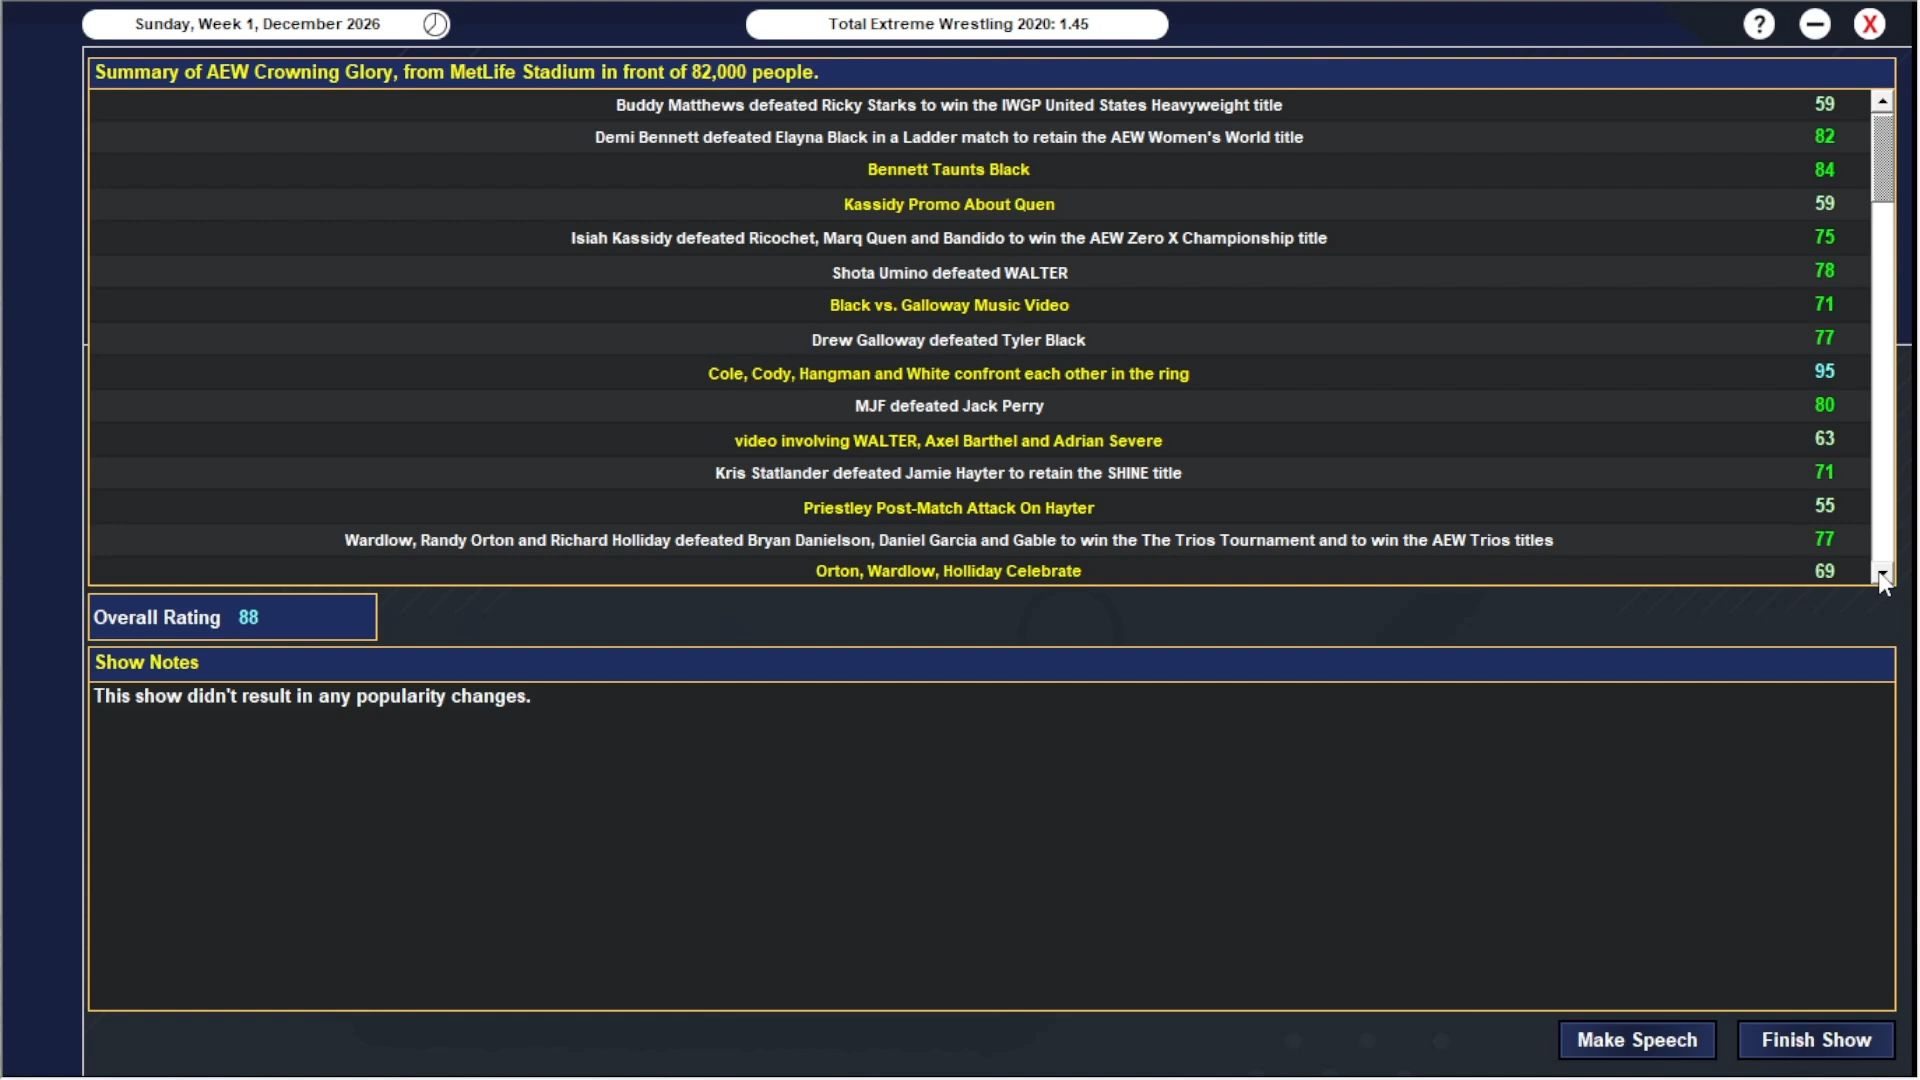 Sunday, Week 1, December 2026
Total Extreme Wrestling 2020: 1.45
?
X
Summary of AEW Crowning Glory, from MetLife Stadium in front of 82,000 people.
Buddy Matthews defeated Ricky Starks to win the IWGP United States Heavyweight title 59
Demi Bennett defeated Elayna Black in a Ladder match to retain the AEW Women's World title 82
Bennett Taunts Black 84
Kassidy Promo About Quen 59
Isiah Kassidy defeated Ricochet, Marq Quen and Bandido to win the AEW Zero X Championship title 75
Shota Umino defeated WALTER 78
Black vs. Galloway Music Video 71
Drew Galloway defeated Tyler Black 77
Cole, Cody, Hangman and White confront each other in the ring 95
MJF defeated Jack Perry 80
video involving WALTER, Axel Barthel and Adrian Severe 63
Kris Statlander defeated Jamie Hayter to retain the SHINE title 71
Priestley Post-Match Attack On Hayter 55
Wardlow, Randy Orton and Richard Holliday defeated Bryan Danielson, Daniel Garcia and Gable to win the The Trios Tournament and to win the AEW Trios titles 77
Orton, Wardlow, Holliday Celebrate 69
Overall Rating 88
Show Notes
This show didn't result in any popularity changes.
Make Speech
Finish Show